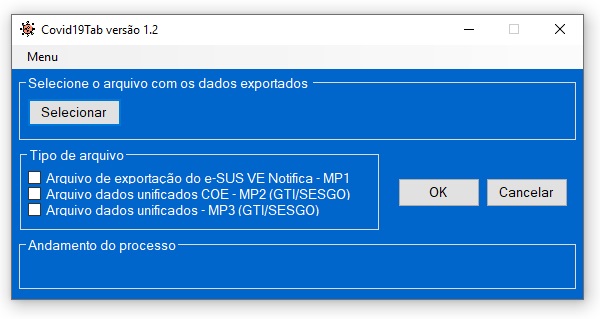 Covid19Tab versão 1.2
Menu
Selecione o arquivo com os dados exportados
Selecionar
Tipo de arquivo
Arquivo de exportação do e-SUS VE Notifica - MP1
Arquivo dados unificados COE - MP2 (GTI/SESGO)
Arquivo dados unificados - MP3 (GTI/SESGO)
OK
Cancelar
Andamento do processo